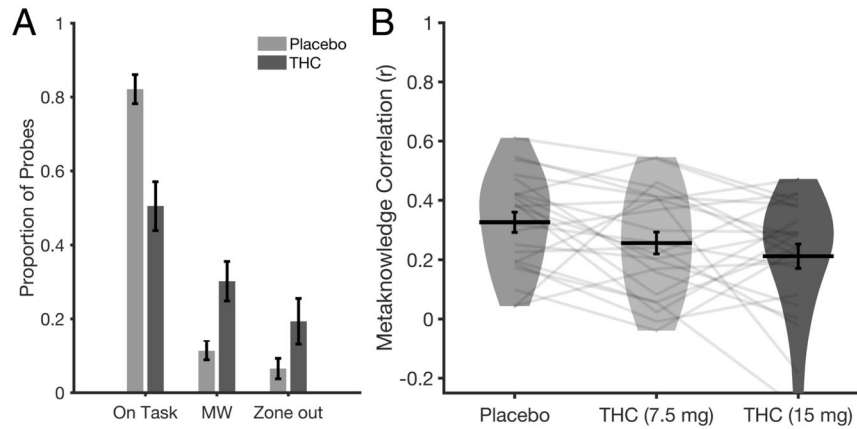 A
Proportion of Probes
1
0.8
0.6
0.4
0.2
0
Placebo
THC
On Task MW Zone out
B
Metaknowledge Correlation (r)
1
0.8
0.6
0.4
0.2
0
-0.2
Placebo THC (7.5 mg) THC (15 mg)